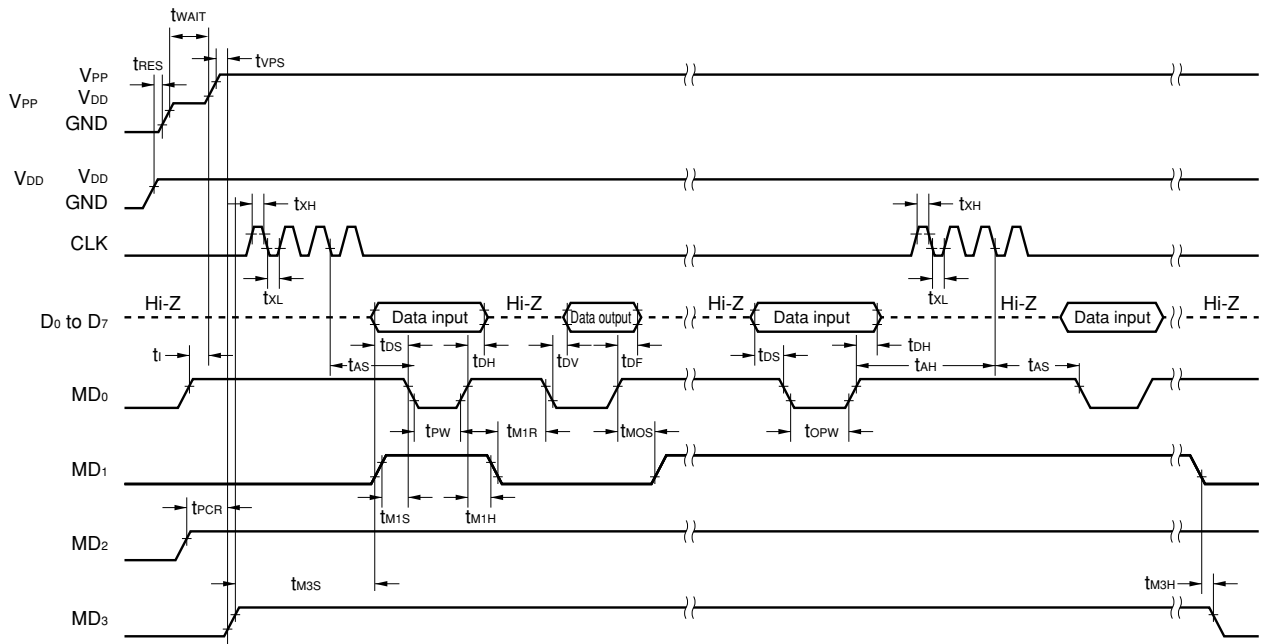 tWAIT
tRES
tVPS
VPP
VPP
VDD
GND
VDD
VDD
GND
tXH
tXH
CLK
tXL
tXL
Hi-Z
Hi-Z
Hi-Z
Hi-Z
Hi-Z
D0 to D7
Data input
Data output
Data input
Data input
tI
tDS
tDH
tDV
tDF
tDS
tDH
tAS
tAH
tAS
MD0
tPW
tM1R
tMOS
tOPW
MD1
tPCR
tM1S
tM1H
MD2
tM3S
tM3H
MD3